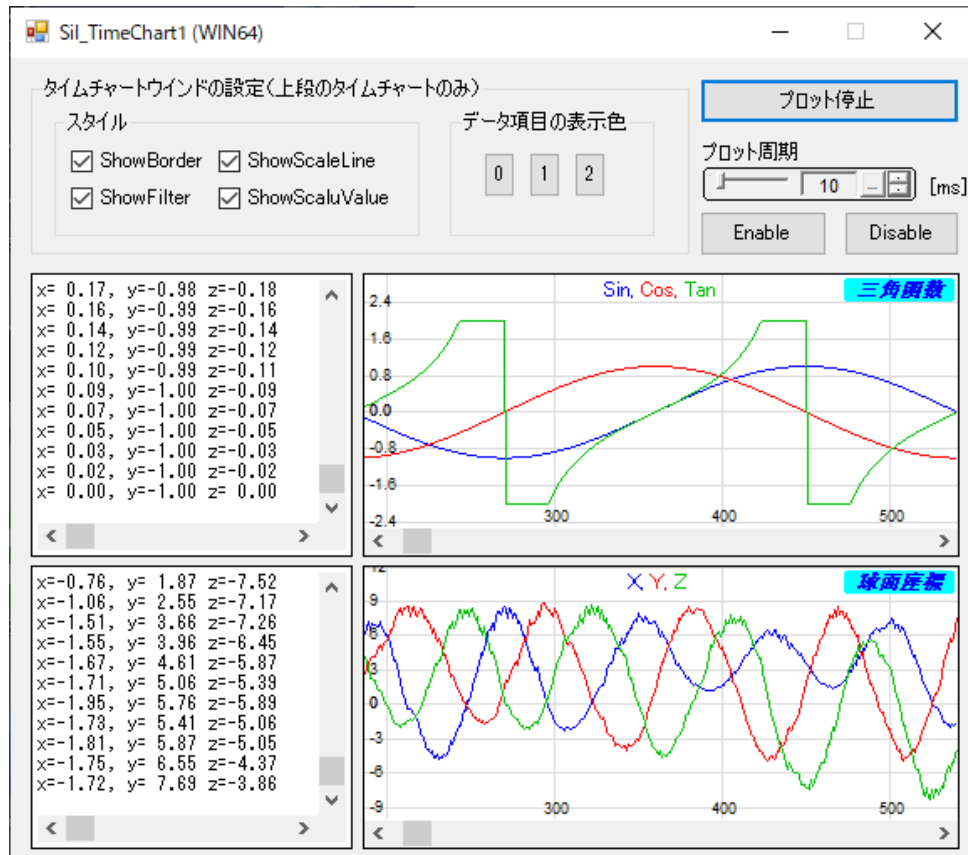 Sil_TimeChart1 (WIN64)
タイムチャートウインドの設定(上段のタイムチャートのみ)
スタイル
ShowBorder
ShowScaleLine
ShowFilter
ShowScaluValue
データ項目の表示色
0 1 2
プロット停止
プロット周期
10 [ms]
Enable Disable
x= 0.17, y=-0.98 z=-0.18
x= 0.16, y=-0.99 z=-0.16
x= 0.14, y=-0.99 z=-0.14
x= 0.12, y=-0.99 z=-0.12
x= 0.10, y=-0.99 z=-0.11
x= 0.09, y=-1.00 z=-0.09
x= 0.07, y=-1.00 z=-0.07
x= 0.05, y=-1.00 z=-0.05
x= 0.03, y=-1.00 z=-0.03
x= 0.02, y=-1.00 z=-0.02
x= 0.00, y=-1.00 z= 0.00
Sin, Cos, Tan
三角函数
2.4
1.6
0.8
0.0
-0.8
-1.6
-2.4
300 400 500
x=-0.76, y= 1.87 z=-7.52
x=-1.06, y= 2.55 z=-7.17
x=-1.51, y= 3.66 z=-7.26
x=-1.55, y= 3.96 z=-6.45
x=-1.67, y= 4.61 z=-5.87
x=-1.71, y= 5.06 z=-5.39
x=-1.95, y= 5.76 z=-5.89
x=-1.73, y= 5.41 z=-5.06
x=-1.81, y= 5.87 z=-5.05
x=-1.75, y= 6.55 z=-4.37
x=-1.72, y= 7.69 z=-3.86
X, Y, Z
球面座標
12
9
6
3
0
-3
-6
-9
300 400 500